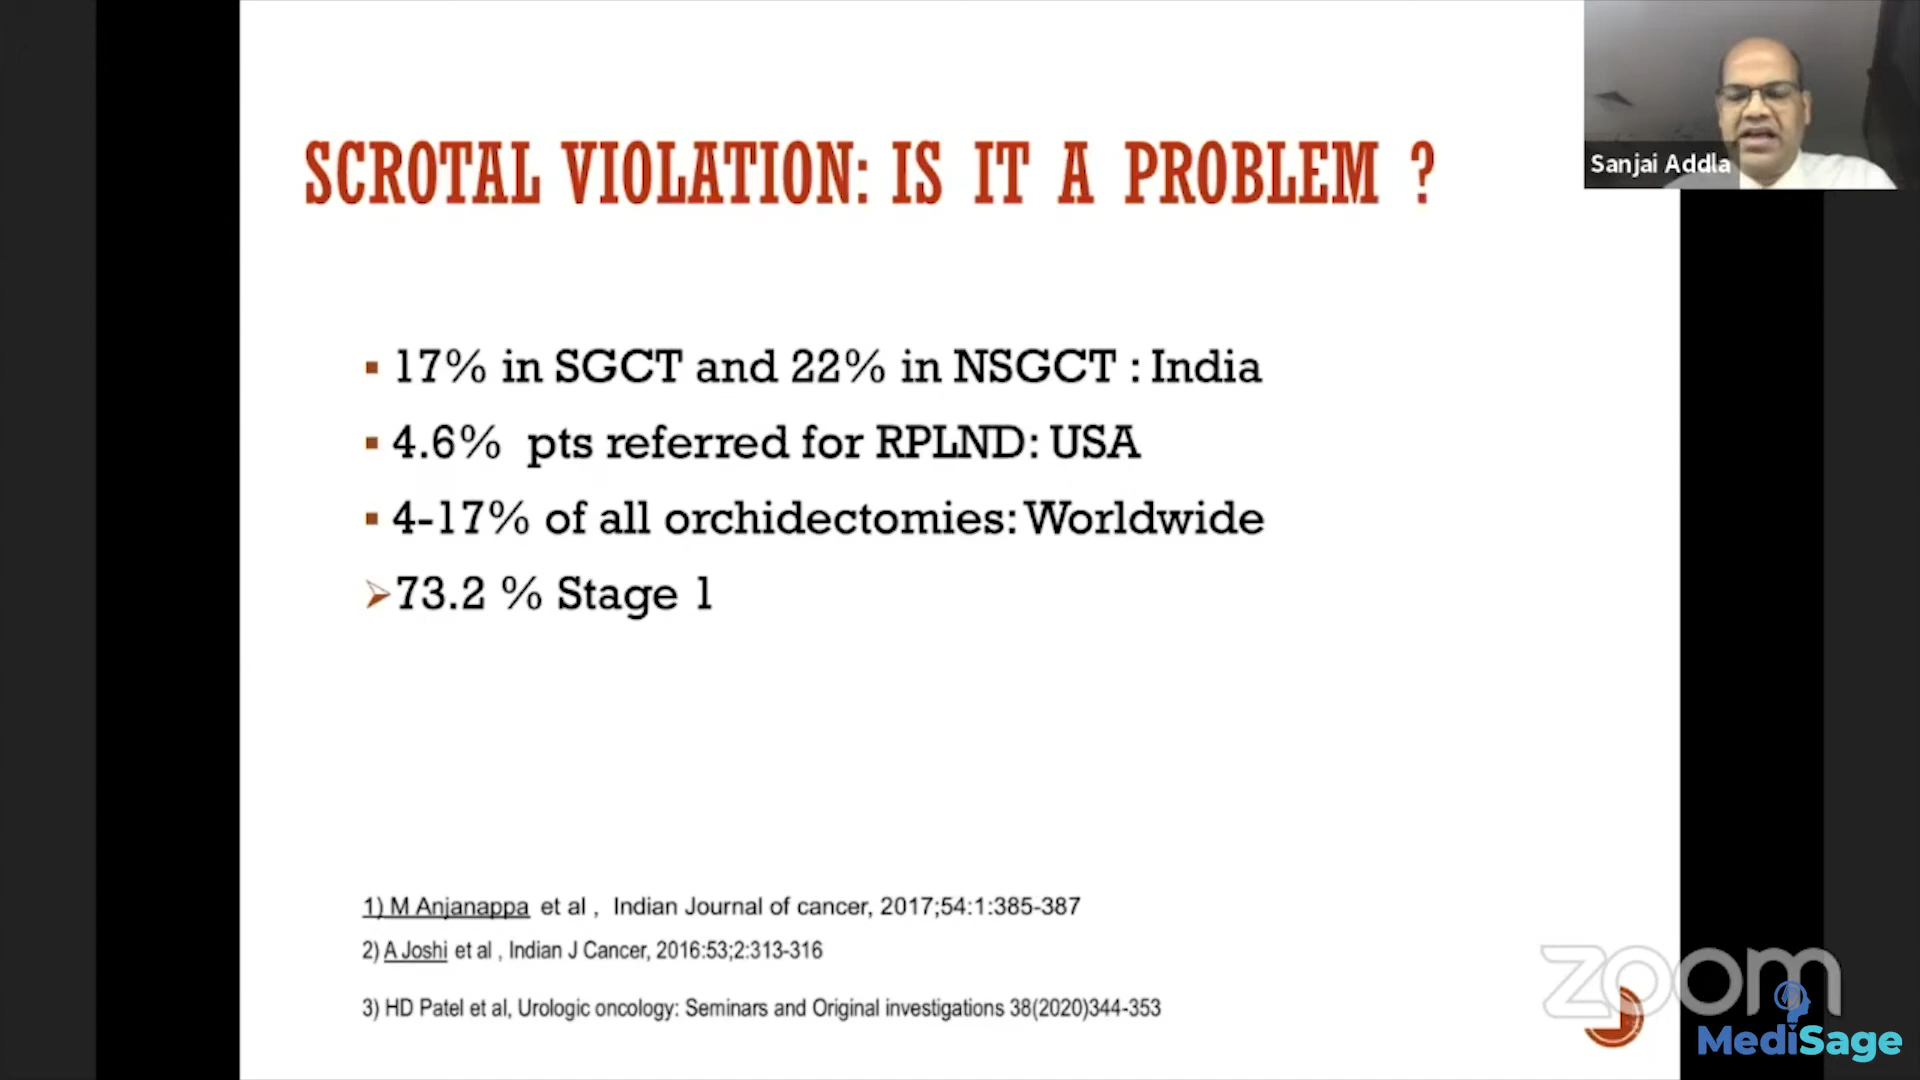 SCROTAL VIOLATION: IS IT A PROBLEM ?
Sanjai Addla
▪ 17% in SGCT and 22% in NSGCT : India
▪ 4.6% pts referred for RPLND: USA
▪ 4-17% of all orchidectomies: Worldwide
➢ 73.2 % Stage 1
1) M Anjanappa et al , Indian Journal of cancer, 2017;54:1:385-387
2) A Joshi et al , Indian J Cancer, 2016:53;2:313-316
3) HD Patel et al, Urologic oncology: Seminars and Original investigations 38(2020)344-353
zoom
MediSage